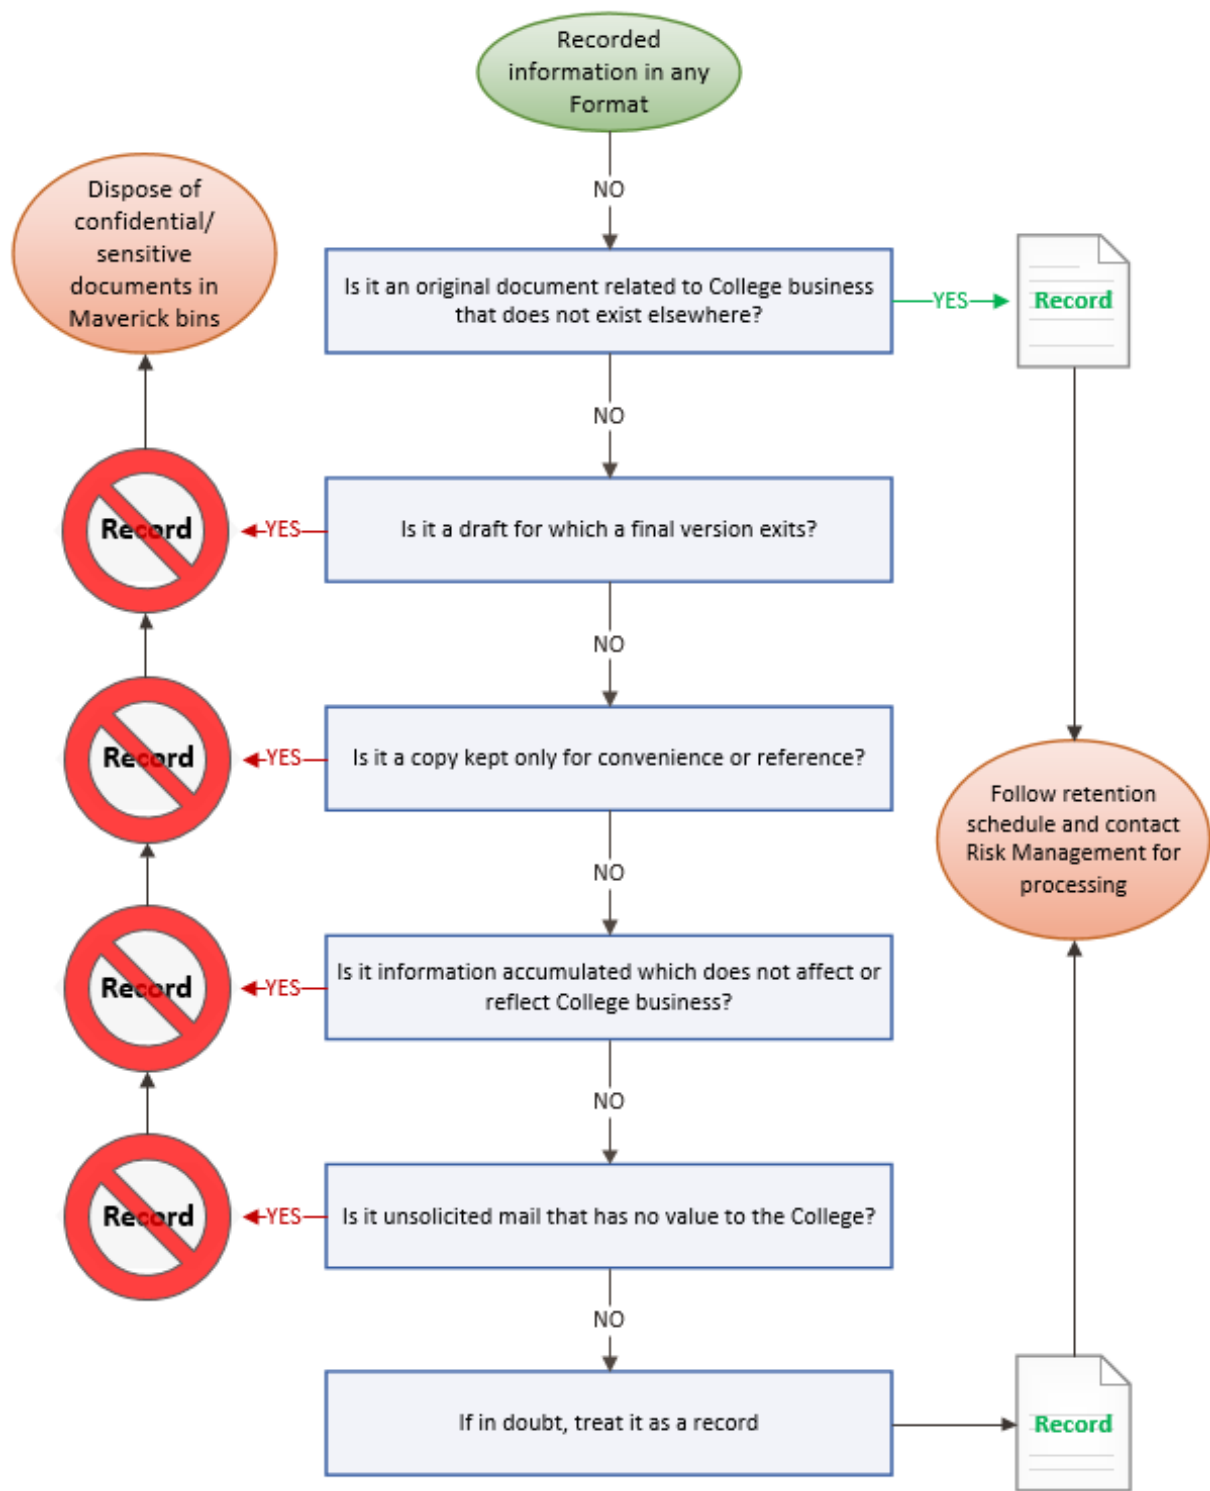 Recorded
information in any
Format
NO
Dispose of
confidential/
sensitive
documents in
Maverick bins
Is it an original document related to College business
that does not exist elsewhere?
YES
Record
NO
Record
YES
Is it a draft for which a final version exits?
NO
Record
YES
Is it a copy kept only for convenience or reference?
Follow retention
schedule and contact
Risk Management for
processing
NO
Record
YES
Is it information accumulated which does not affect or
reflect College business?
NO
Record
YES
Is it unsolicited mail that has no value to the College?
NO
If in doubt, treat it as a record
Record